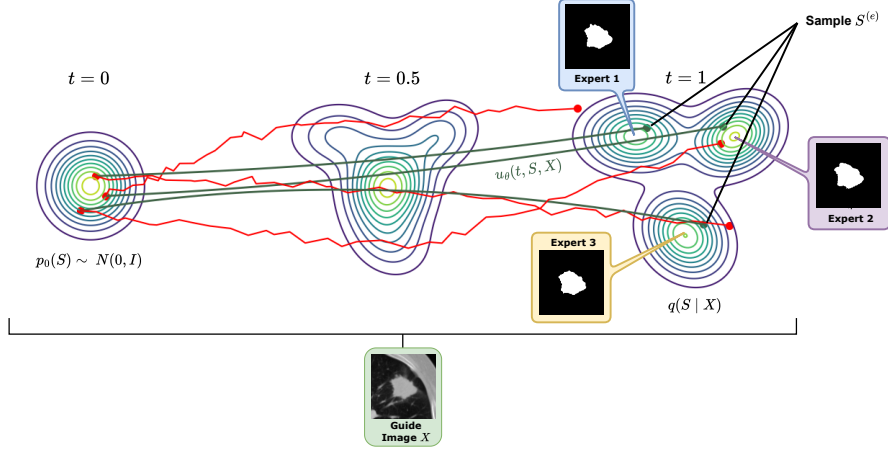 Sample $S^{(e)}$
$t = 0$
$t = 0.5$
Expert 1
$t = 1$
$u_\theta(t, S, X)$
Expert 2
Expert 3
$p_0(S) \sim \ N(0, I)$
$q(S \mid X)$
Guide
Image $X$